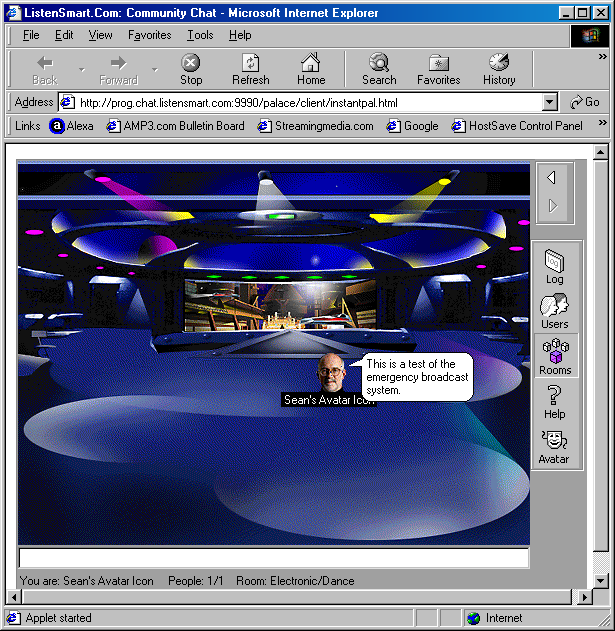 ListenSmart.Com: Community Chat - Microsoft Internet Explorer
File Edit View Favorites Tools Help
Back Forward Stop Refresh Home Search Favorites History
Address http://prog.chat.listensmart.com:9990/palace/client/instantpal.html Go
Links Alexa AMP3.com Bulletin Board Streamingmedia.com Google HostSave Control Panel
Log
Users
Rooms
Help
Avatar
This is a test of the
emergency broadcast
system.
Sean's Avatar Icon
You are: Sean's Avatar Icon People: 1/1 Room: Electronic/Dance
Applet started Internet